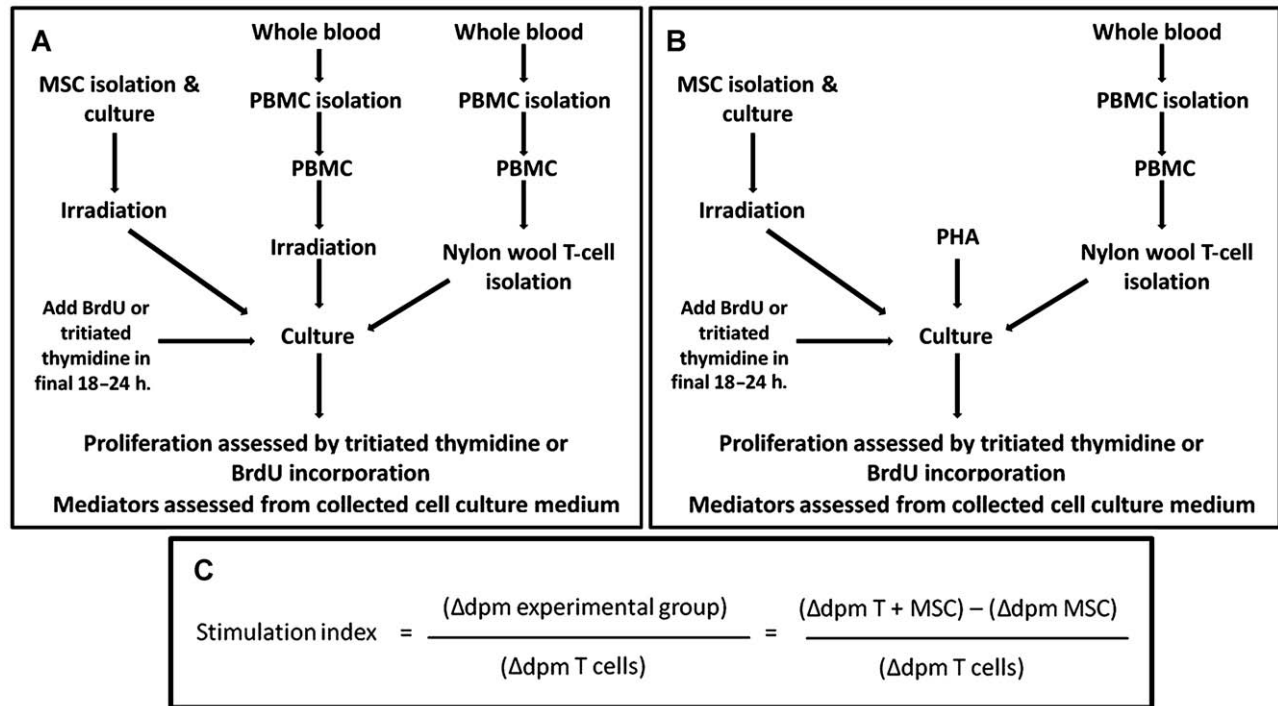 A
Whole blood
Whole blood
MSC isolation &
culture
PBMC isolation
PBMC isolation
PBMC
PBMC
Irradiation
Irradiation
Nylon wool T-cell
isolation
Add BrdU or
tritiated
thymidine in
final 18–24 h.
Culture
Proliferation assessed by tritiated thymidine or
BrdU incorporation
Mediators assessed from collected cell culture medium
B
Whole blood
MSC isolation &
culture
PBMC isolation
PBMC
Irradiation
PHA
Nylon wool T-cell
isolation
Add BrdU or
tritiated
thymidine in
final 18–24 h.
Culture
Proliferation assessed by tritiated thymidine or
BrdU incorporation
Mediators assessed from collected cell culture medium
C
Stimulation index = (Δdpm experimental group) = (Δdpm T + MSC) – (Δdpm MSC)
(Δdpm T cells) (Δdpm T cells)